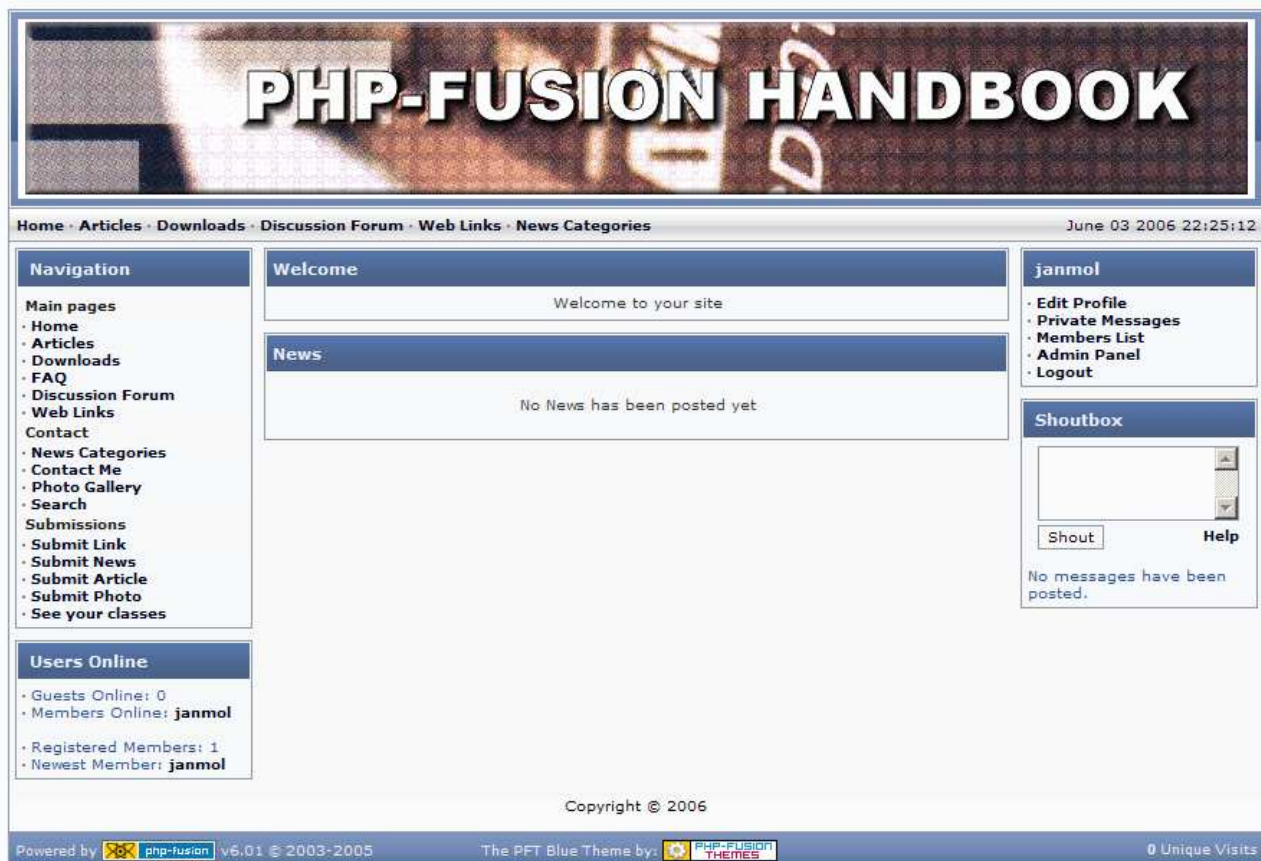 PHP-FUSION HANDBOOK
Home · Articles · Downloads · Discussion Forum · Web Links · News Categories
June 03 2006 22:25:12
Navigation
Main pages
· Home
· Articles
· Downloads
· FAQ
· Discussion Forum
· Web Links
Contact
· News Categories
· Contact Me
· Photo Gallery
· Search
Submissions
· Submit Link
· Submit News
· Submit Article
· Submit Photo
· See your classes
Users Online
· Guests Online: 0
· Members Online: janmol
· Registered Members: 1
· Newest Member: janmol
Welcome
Welcome to your site
News
No News has been posted yet
janmol
· Edit Profile
· Private Messages
· Members List
· Admin Panel
· Logout
Shoutbox
Shout
Help
No messages have been
posted.
Copyright © 2006
Powered by php-fusion v6.01 © 2003-2005
The PFT Blue Theme by: PHP-FUSION THEMES
0 Unique Visits